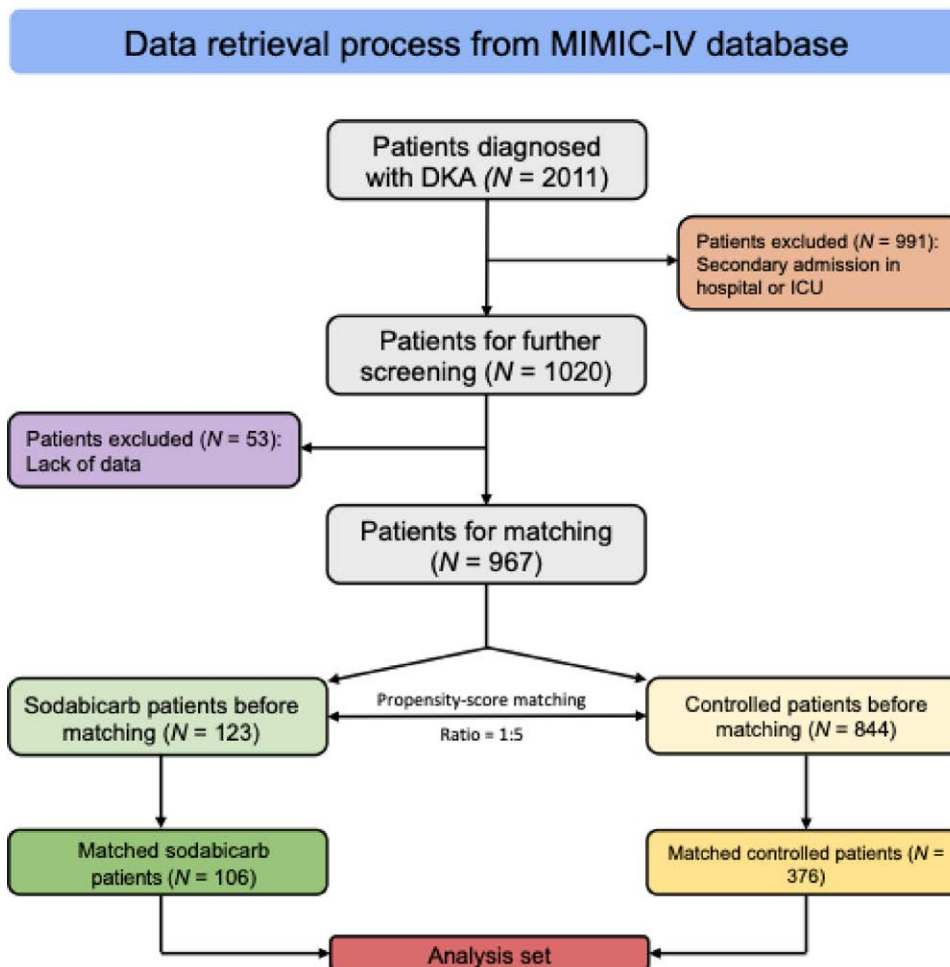 Data retrieval process from MIMIC-IV database
Patients diagnosed
with DKA (N = 2011)
Patients excluded (N = 991):
Secondary admission in
hospital or ICU
Patients for further
screening (N = 1020)
Patients excluded (N = 53):
Lack of data
Patients for matching
(N = 967)
Sodabicarb patients before
matching (N = 123)
Propensity-score matching
Ratio = 1:5
Controlled patients before
matching (N = 844)
Matched sodabicarb
patients (N = 106)
Matched controlled patients (N =
376)
Analysis set